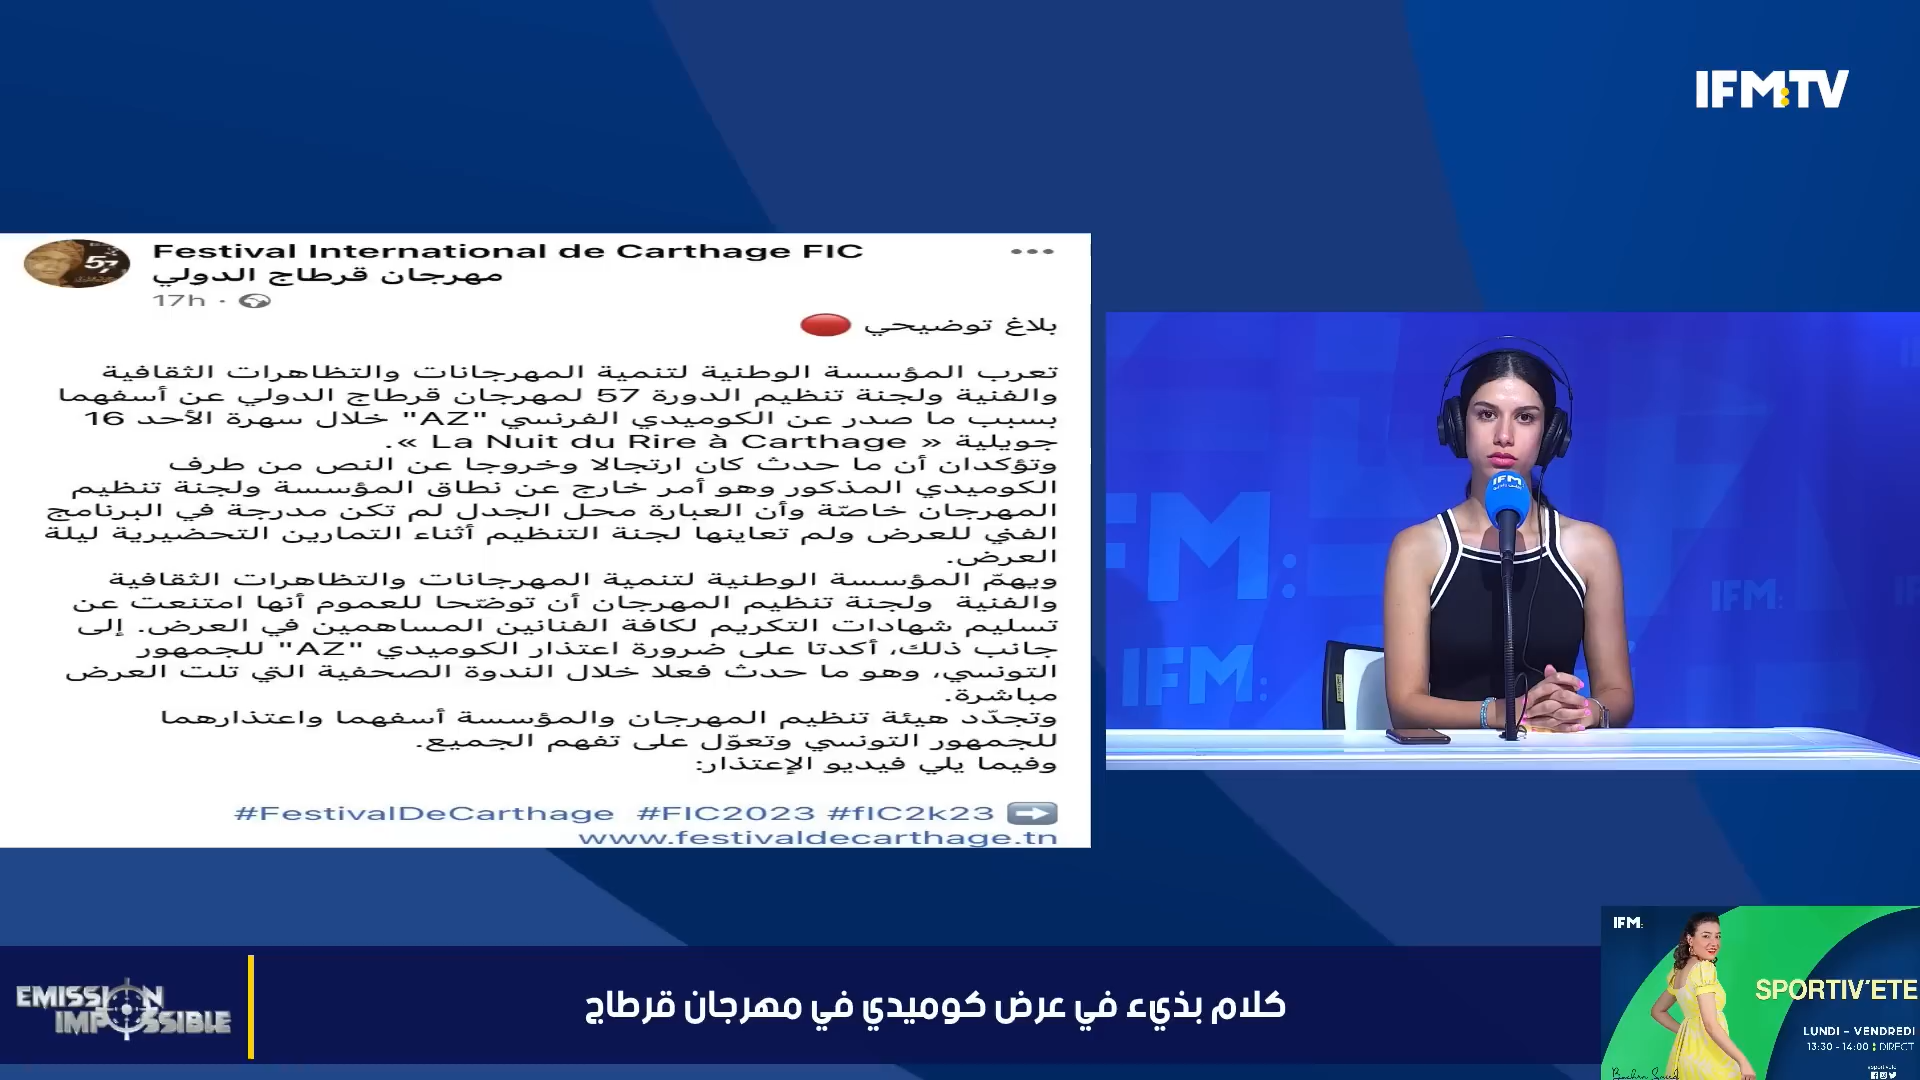 IFM:TV
Festival International de Carthage FIC
مهرجان قرطاج الدولي
17h ·
بلاغ توضيحي
تعرب المؤسسة الوطنية لتنمية المهرجانات والتظاهرات الثقافية
والفنية ولجنة تنظيم الدورة 57 لمهرجان قرطاج الدولي عن أسفهما
بسبب ما صدر عن الكوميدي الفرنسي "AZ" خلال سهرة الأحد 16
جويلية « La Nuit du Rire à Carthage ».
وتؤكدان أن ما حدث كان ارتجالا وخروجا عن النص من طرف
الكوميدي المذكور وهو أمر خارج عن نطاق المؤسسة ولجنة تنظيم
المهرجان خاصّة وأن العبارة محل الجدل لم تكن مدرجة في البرنامج
الفني للعرض ولم تعاينها لجنة التنظيم أثناء التمارين التحضيرية ليلة
العرض.
ويهمّ المؤسسة الوطنية لتنمية المهرجانات والتظاهرات الثقافية
والفنية ولجنة تنظيم المهرجان أن توضّحا للعموم أنها امتنعت عن
تسليم شهادات التكريم لكافة الفنانين المساهمين في العرض. إلى
جانب ذلك، أكدتا على ضرورة اعتذار الكوميدي "AZ" للجمهور
التونسي، وهو ما حدث فعلا خلال الندوة الصحفية التي تلت العرض
مباشرة.
وتجدّد هيئة تنظيم المهرجان والمؤسسة أسفهما واعتذارهما
للجمهور التونسي وتعوّل على تفهم الجميع.
وفيما يلي فيديو الإعتذار:
#FestivalDeCarthage #FIC2023 #fIC2k23
www.festivaldecarthage.tn
IFM
FM:
IFM:
IFM:
EMISSION
IMPOSSIBLE
كلام بذيء في عرض كوميدي في مهرجان قرطاج
IFM:
SPORTIV'ETE
LUNDI - VENDREDI
13:30 - 14:00 : DIRECT